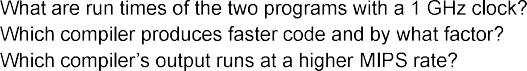 What are run times of the two programs with a 1 GHz clock?
Which compiler produces faster code and by what factor?
Which compiler's output runs at a higher MIPS rate?